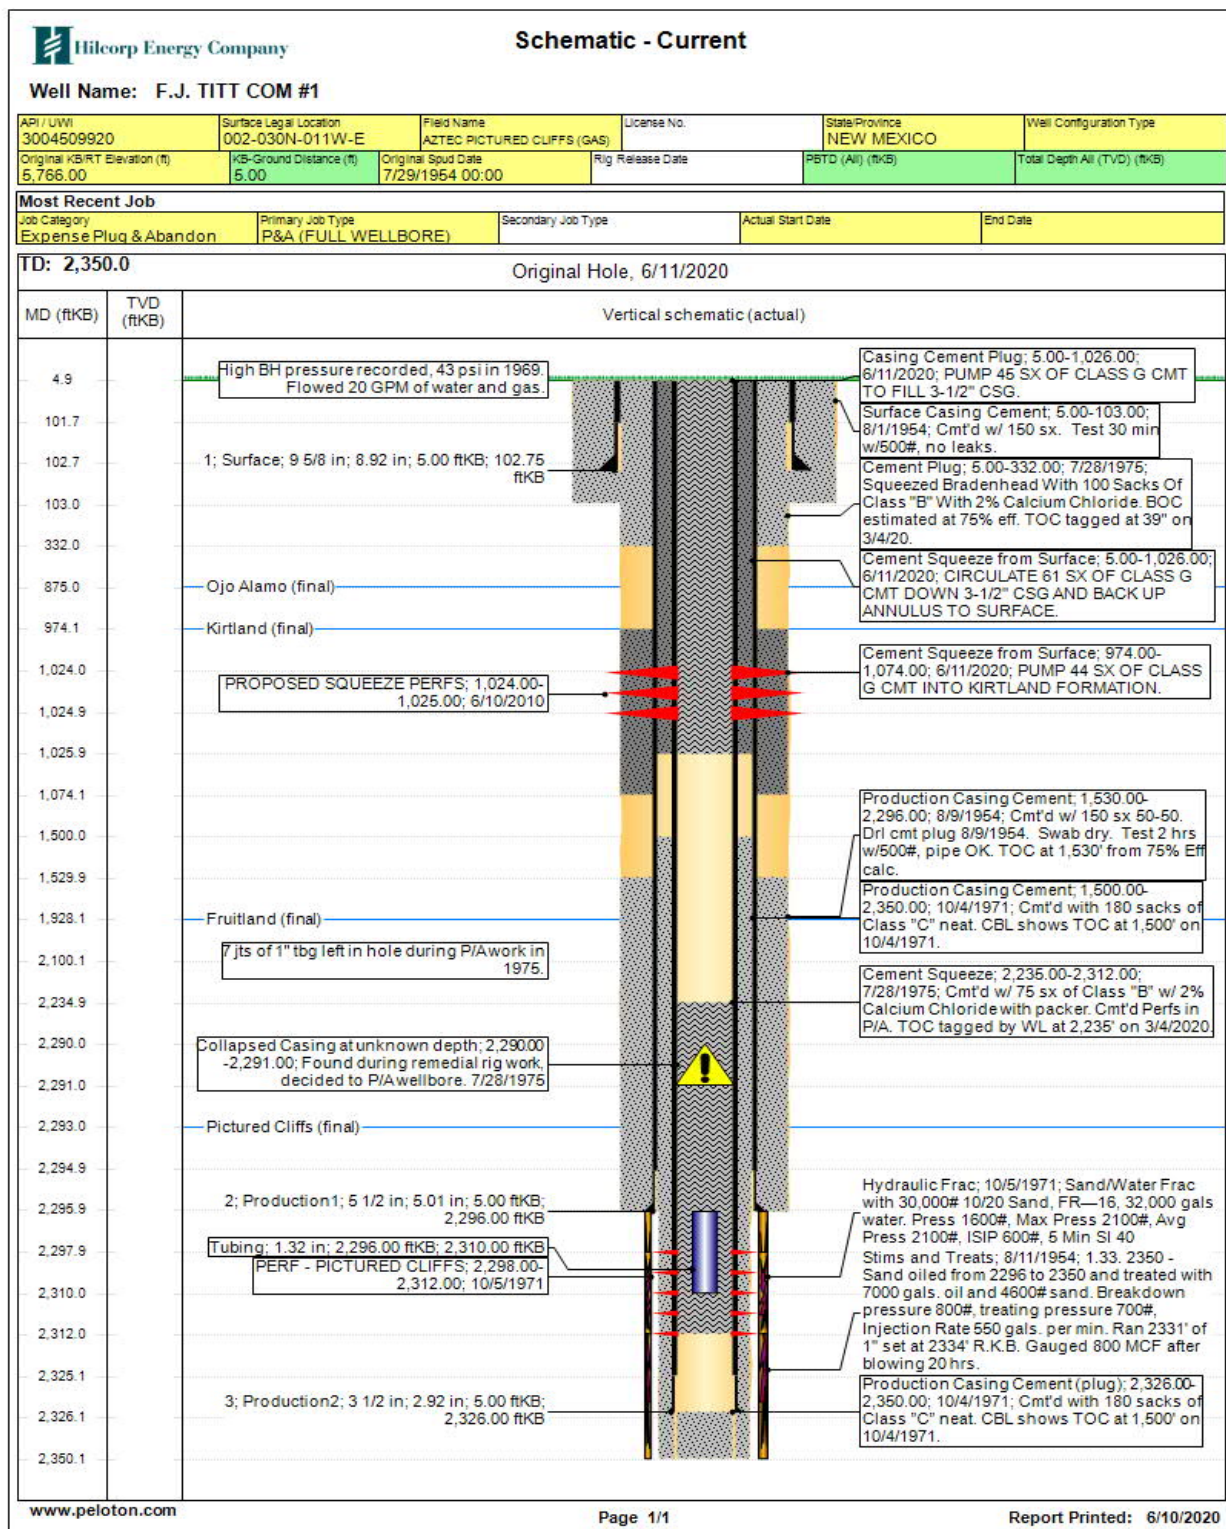 Hilcorp Energy Company
Schematic - Current
Well Name: F.J. TITT COM #1
API / UWI
3004509920
Surface Legal Location
002-030N-011W-E
Field Name
AZTEC PICTURED CLIFFS (GAS)
License No.
State/Province
NEW MEXICO
Well Configuration Type
Original KB/RT Elevation (ft)
5,766.00
KB-Ground Distance (ft)
5.00
Original Spud Date
7/29/1954 00:00
Rig Release Date
PBTD (All) (ftKB)
Total Depth All (TVD) (ftKB)
Most Recent Job
Job Category
Expense Plug & Abandon
Primary Job Type
P&A (FULL WELLBORE)
Secondary Job Type
Actual Start Date
End Date
TD: 2,350.0
Original Hole, 6/11/2020
MD (ftKB)
TVD
(ftKB)
Vertical schematic (actual)
4.9
101.7
102.7
103.0
332.0
875.0
974.1
1,024.0
1,024.9
1,025.9
1,074.1
1,500.0
1,529.9
1,928.1
2,100.1
2,234.9
2,290.0
2,291.0
2,293.0
2,294.9
2,295.9
2,297.9
2,310.0
2,312.0
2,325.1
2,326.1
2,350.1
High BH pressure recorded, 43 psi in 1969.
Flowed 20 GPM of water and gas.
1; Surface; 9 5/8 in; 8.92 in; 5.00 ftKB; 102.75
ftKB
Ojo Alamo (final)
Kirtland (final)
PROPOSED SQUEEZE PERFS; 1,024.00-
1,025.00; 6/10/2010
Fruitland (final)
7 jts of 1" tbg left in hole during P/A work in
1975.
Collapsed Casing at unknown depth; 2,290.00
-2,291.00; Found during remedial rig work,
decided to P/A wellbore. 7/28/1975
Pictured Cliffs (final)
2; Production1; 5 1/2 in; 5.01 in; 5.00 ftKB;
2,296.00 ftKB
Tubing; 1.32 in; 2,296.00 ftKB; 2,310.00 ftKB
PERF - PICTURED CLIFFS; 2,298.00-
2,312.00; 10/5/1971
3; Production2; 3 1/2 in; 2.92 in; 5.00 ftKB;
2,326.00 ftKB
Casing Cement Plug; 5.00-1,026.00;
6/11/2020; PUMP 45 SX OF CLASS G CMT
TO FILL 3-1/2" CSG.
Surface Casing Cement; 5.00-103.00;
8/1/1954; Cmt'd w/ 150 sx. Test 30 min
w/500#, no leaks.
Cement Plug; 5.00-332.00; 7/28/1975;
Squeezed Bradenhead With 100 Sacks Of
Class "B" With 2% Calcium Chloride. BOC
estimated at 75% eff. TOC tagged at 39" on
3/4/20.
Cement Squeeze from Surface; 5.00-1,026.00;
6/11/2020; CIRCULATE 61 SX OF CLASS G
CMT DOWN 3-1/2" CSG AND BACK UP
ANNULUS TO SURFACE.
Cement Squeeze from Surface; 974.00-
1,074.00; 6/11/2020; PUMP 44 SX OF CLASS
G CMT INTO KIRTLAND FORMATION.
Production Casing Cement; 1,530.00-
2,296.00; 8/9/1954; Cmt'd w/ 150 sx 50-50.
Drl cmt plug 8/9/1954. Swab dry. Test 2 hrs
w/500#, pipe OK. TOC at 1,530' from 75% Eff
calc.
Production Casing Cement; 1,500.00-
2,350.00; 10/4/1971; Cmt'd with 180 sacks of
Class "C" neat. CBL shows TOC at 1,500' on
10/4/1971.
Cement Squeeze; 2,235.00-2,312.00;
7/28/1975; Cmt'd w/ 75 sx of Class "B" w/ 2%
Calcium Chloride with packer. Cmt'd Perfs in
P/A. TOC tagged by WL at 2,235' on 3/4/2020.
Hydraulic Frac; 10/5/1971; Sand/Water Frac
with 30,000# 10/20 Sand, FR—16, 32,000 gals
water. Press 1600#, Max Press 2100#, Avg
Press 2100#, ISIP 600#, 5 Min SI 40
Stims and Treats; 8/11/1954; 1.33. 2350 -
Sand oiled from 2296 to 2350 and treated with
7000 gals. oil and 4600# sand. Breakdown
pressure 800#, treating pressure 700#,
Injection Rate 550 gals. per min. Ran 2331' of
1" set at 2334' R.K.B. Gauged 800 MCF after
blowing 20 hrs.
Production Casing Cement (plug); 2,326.00-
2,350.00; 10/4/1971; Cmt'd with 180 sacks of
Class "C" neat. CBL shows TOC at 1,500' on
10/4/1971.
www.peloton.com
Page 1/1
Report Printed: 6/10/2020